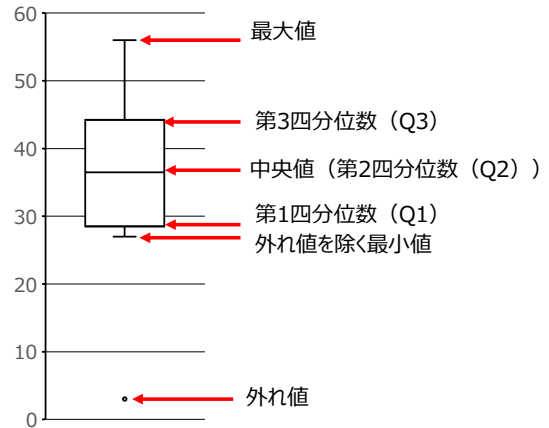 60
最大値
50
第3四分位数（Q3）
40
中央値（第2四分位数（Q2））
30
第1四分位数（Q1）
外れ値を除く最小値
20
10
外れ値
0